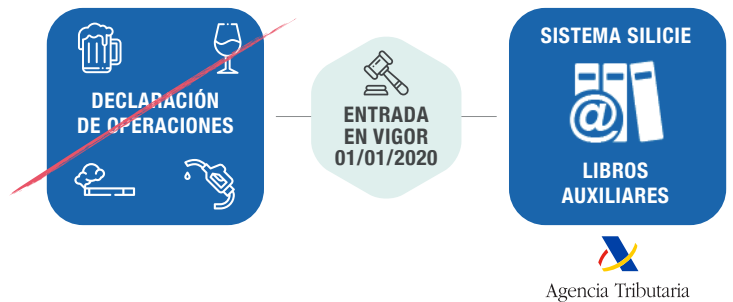 DECLARACIÓN
DE OPERACIONES
ENTRADA
EN VIGOR
01/01/2020
SISTEMA SILICIE
@
LIBROS
AUXILIARES
Agencia Tributaria